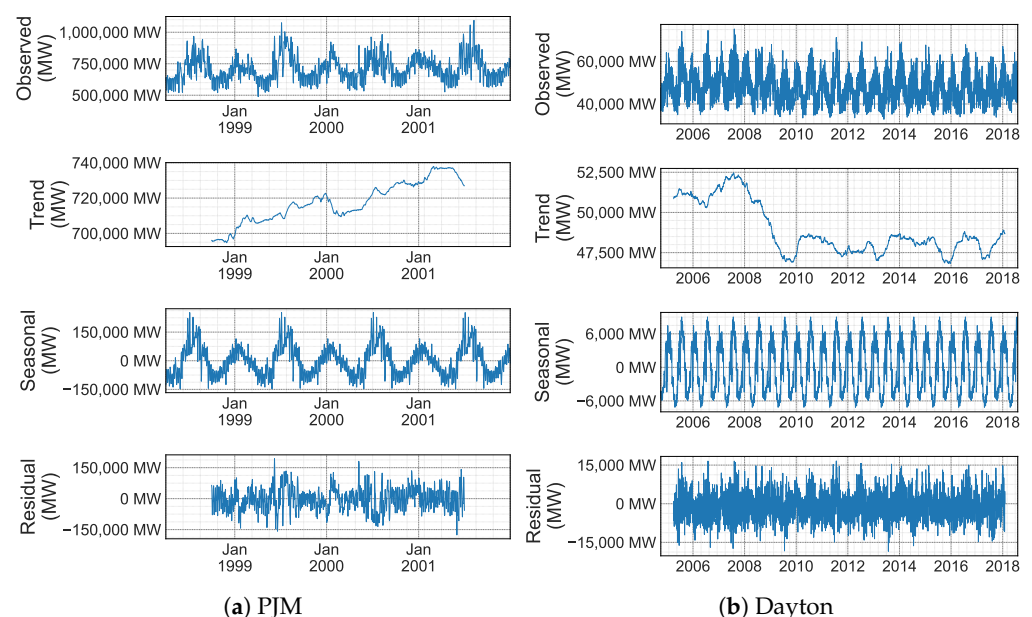 Observed
(MW)
1,000,000 MW
750,000 MW
500,000 MW
Jan
1999
Jan
2000
Jan
2001
Trend
(MW)
740,000 MW
720,000 MW
700,000 MW
Jan
1999
Jan
2000
Jan
2001
Seasonal
(MW)
150,000 MW
0 MW
−150,000 MW
Jan
1999
Jan
2000
Jan
2001
Residual
(MW)
150,000 MW
0 MW
−150,000 MW
Jan
1999
Jan
2000
Jan
2001
(a) PJM
Observed
(MW)
60,000 MW
40,000 MW
2006 2008 2010 2012 2014 2016 2018
Trend
(MW)
52,500 MW
50,000 MW
47,500 MW
2006 2008 2010 2012 2014 2016 2018
Seasonal
(MW)
6,000 MW
0 MW
−6,000 MW
2006 2008 2010 2012 2014 2016 2018
Residual
(MW)
15,000 MW
0 MW
−15,000 MW
2006 2008 2010 2012 2014 2016 2018
(b) Dayton